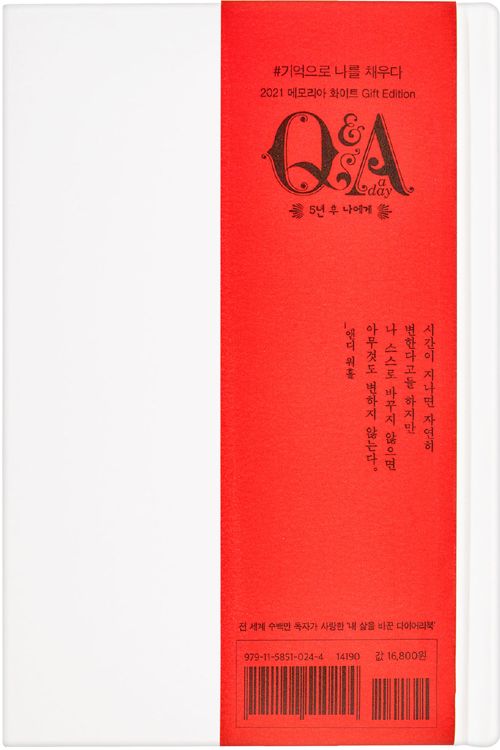 #기억으로 나를 채우다
2021 메모리아 화이트 Gift Edition
Q&A
a
day
5년 후 나에게
시간이 지나면 자연히
변한다고들 하지만
나 스스로 바꾸지 않으면
아무것도 변하지 않는다.
-앤디 워홀
전 세계 수백만 독자가 사랑한 '내 삶을 바꾼 다이어리북'
979-11-5851-024-4 14190 값 16,800원